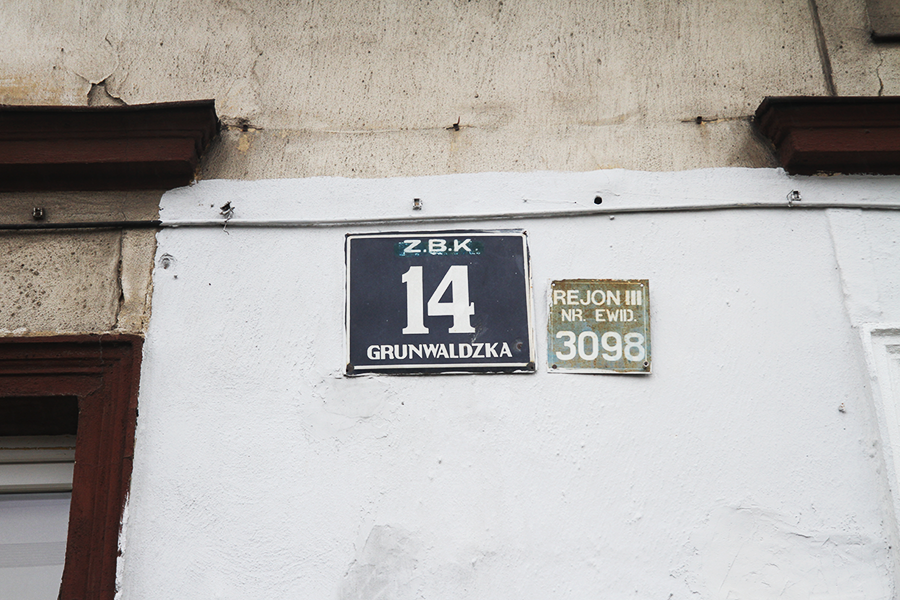 Z.B.K.
14
GRUNWALDZKA
REJON III
NR. EWID.
3098